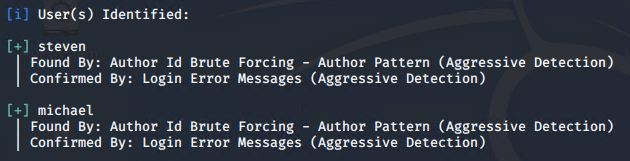 [i] User(s) Identified:
[+] steven
| Found By: Author Id Brute Forcing - Author Pattern (Aggressive Detection)
| Confirmed By: Login Error Messages (Aggressive Detection)
[+] michael
| Found By: Author Id Brute Forcing - Author Pattern (Aggressive Detection)
| Confirmed By: Login Error Messages (Aggressive Detection)